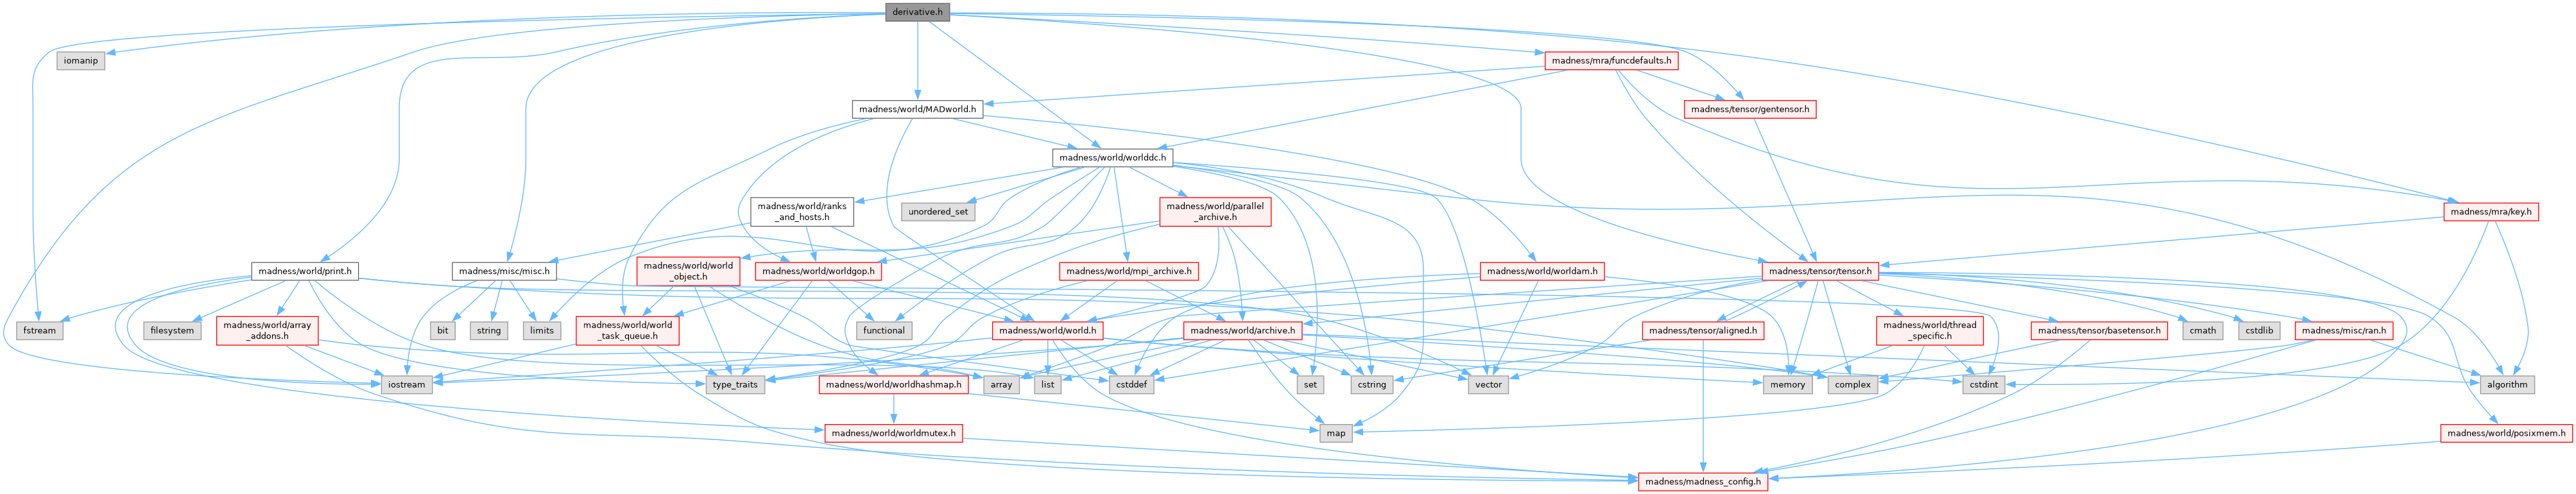 derivative.h
iomanip
madness/mra/funcdefaults.h
madness/world/MADworld.h
madness/tensor/gentensor.h
madness/world/worlddc.h
madness/world/ranks
_and_hosts.h
unordered_set
madness/world/parallel
_archive.h
madness/mra/key.h
madness/world/print.h
madness/misc/misc.h
madness/world/world
_object.h
madness/world/worldgop.h
madness/world/mpi_archive.h
madness/world/worldam.h
madness/tensor/tensor.h
fstream
filesystem
madness/world/array
_addons.h
bit
string
limits
madness/world/world
_task_queue.h
functional
madness/world/world.h
madness/world/archive.h
madness/tensor/aligned.h
madness/world/thread
_specific.h
madness/tensor/basetensor.h
cmath
cstdlib
madness/misc/ran.h
iostream
type_traits
madness/world/worldhashmap.h
array
list
cstddef
set
cstring
vector
memory
complex
cstdint
algorithm
madness/world/worldmutex.h
map
madness/world/posixmem.h
madness/madness_config.h